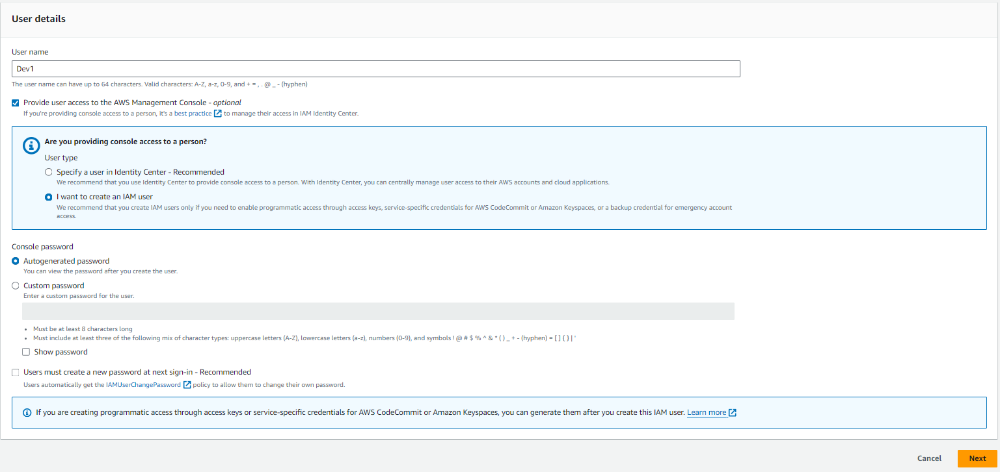 User details
User name
Dev1
The user name can have up to 64 characters. Valid characters: A-Z, a-z, 0-9, and + = , . @ _ - (hyphen)
Provide user access to the AWS Management Console - optional
If you're providing console access to a person, it's a best practice to manage their access in IAM Identity Center.
Are you providing console access to a person?
User type
Specify a user in Identity Center - Recommended
We recommend that you use Identity Center to provide console access to a person. With Identity Center, you can centrally manage user access to their AWS accounts and cloud applications.
I want to create an IAM user
We recommend that you create IAM users only if you need to enable programmatic access through access keys, service-specific credentials for AWS CodeCommit or Amazon Keyspaces, or a backup credential for emergency account
access.
Console password
Autogenerated password
You can view the password after you create the user.
Custom password
Enter a custom password for the user.
• Must be at least 8 characters long
• Must include at least three of the following mix of character types: uppercase letters (A-Z), lowercase letters (a-z), numbers (0-9), and symbols ! @ # $ % ^ & * ( ) _ + - (hyphen) = [ ] { } | '
Show password
Users must create a new password at next sign-in - Recommended
Users automatically get the IAMUserChangePassword policy to allow them to change their own password.
If you are creating programmatic access through access keys or service-specific credentials for AWS CodeCommit or Amazon Keyspaces, you can generate them after you create this IAM user. Learn more
Cancel Next